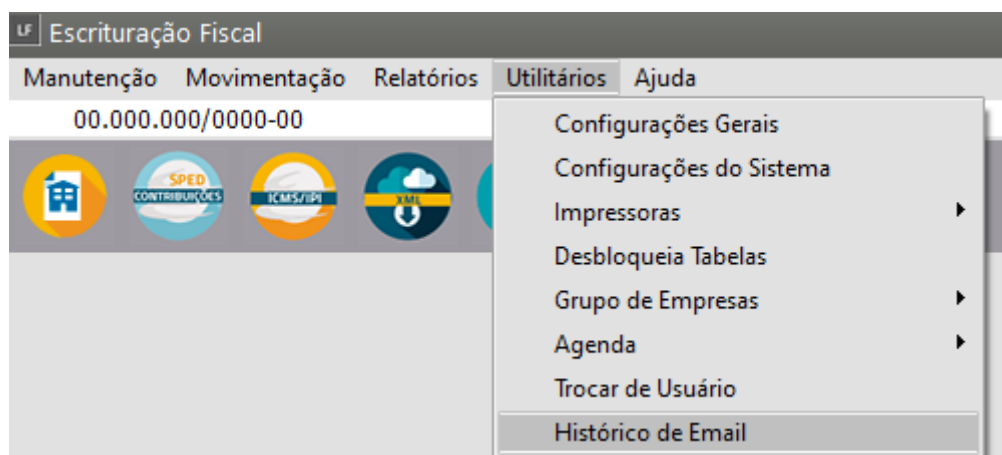 LF Escrituração Fiscal
Manutenção Movimentação Relatórios Utilitários Ajuda
00.000.000/0000-00
SPED
CONTRIBUIÇÕES
ICMS/IPI
XML
Configurações Gerais
Configurações do Sistema
Impressoras
Desbloqueia Tabelas
Grupo de Empresas
Agenda
Trocar de Usuário
Histórico de Email